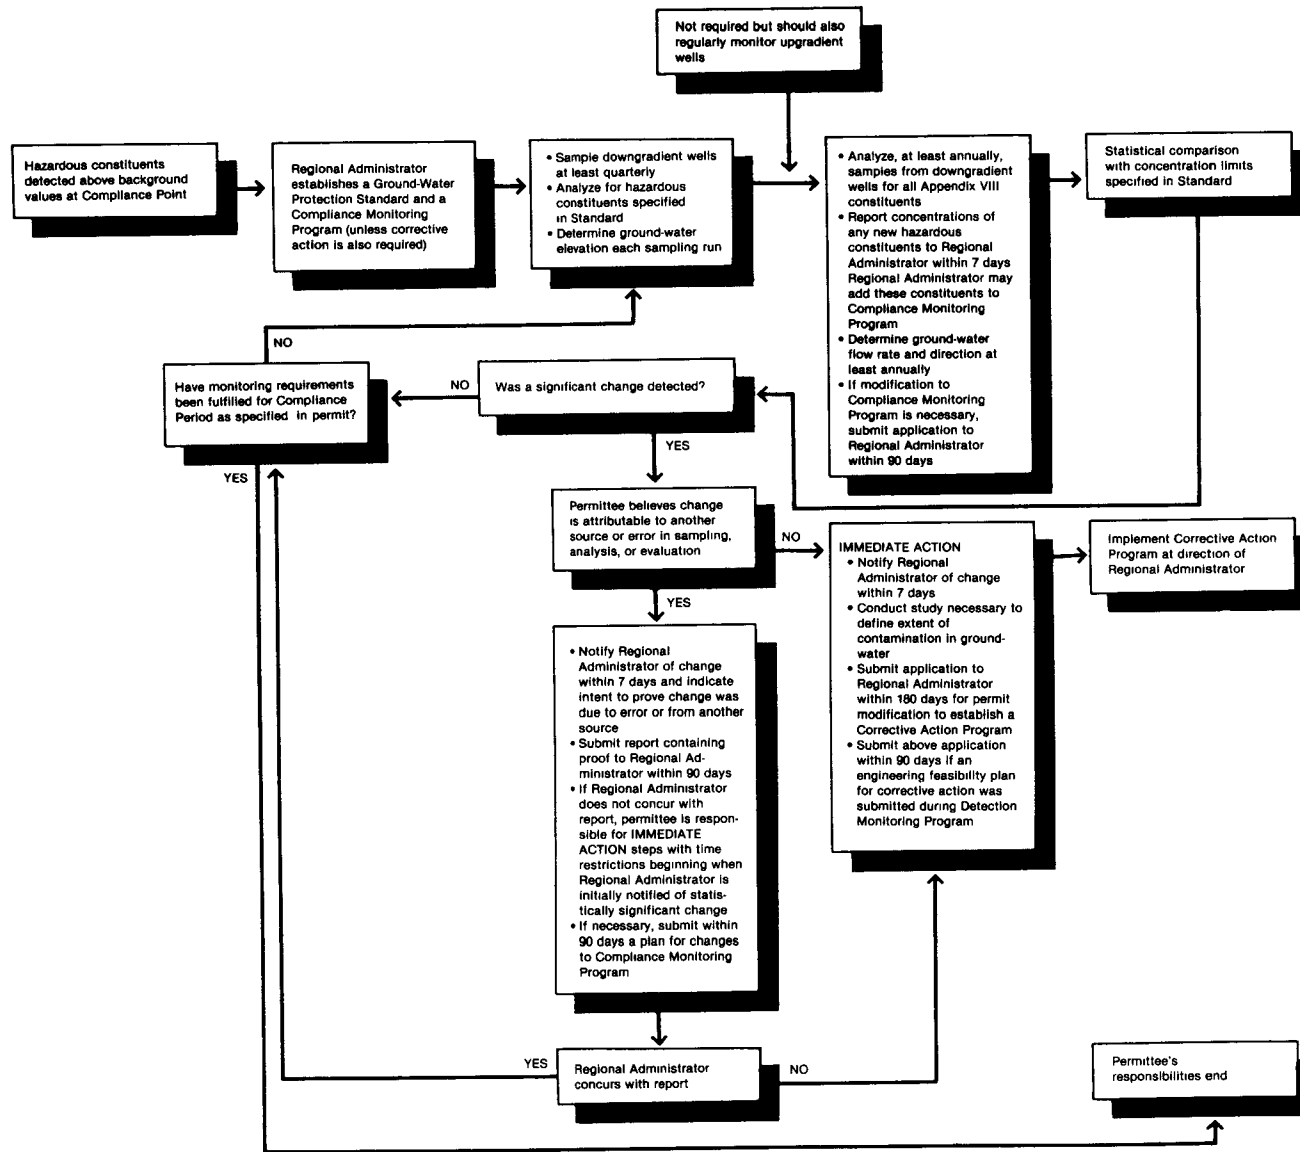 Not required but should also
regularly monitor upgradient
wells
Hazardous constituents
detected above background
values at Compliance Point
Regional Administrator
establishes a Ground-Water
Protection Standard and a
Compliance Monitoring
Program (unless corrective
action is also required)
• Sample downgradient wells
at least quarterly
• Analyze for hazardous
constituents specified
in Standard
• Determine ground-water
elevation each sampling run
• Analyze, at least annually,
samples from downgradient
wells for all Appendix VIII
constituents
• Report concentrations of
any new hazardous
constituents to Regional
Administrator within 7 days
Regional Administrator may
add these constituents to
Compliance Monitoring
Program
• Determine ground-water
flow rate and direction at
least annually
• If modification to
Compliance Monitoring
Program is necessary,
submit application to
Regional Administrator
within 90 days
Statistical comparison
with concentration limits
specified in Standard
NO
Have monitoring requirements
been fulfilled for Compliance
Period as specified in permit?
NO
Was a significant change detected?
YES
YES
Permittee believes change
is attributable to another
source or error in sampling,
analysis, or evaluation
NO
IMMEDIATE ACTION
• Notify Regional
Administrator of change
within 7 days
• Conduct study necessary to
define extent of
contamination in ground-
water
• Submit application to
Regional Administrator
within 180 days for permit
modification to establish a
Corrective Action Program
• Submit above application
within 90 days if an
engineering feasibility plan
for corrective action was
submitted during Detection
Monitoring Program
Implement Corrective Action
Program at direction of
Regional Administrator
YES
• Notify Regional
Administrator of change
within 7 days and indicate
intent to prove change was
due to error or from another
source
• Submit report containing
proof to Regional Ad-
ministrator within 90 days
• If Regional Administrator
does not concur with
report, permittee is respon-
sible for IMMEDIATE
ACTION steps with time
restrictions beginning when
Regional Administrator is
initially notified of statis-
tically significant change
• If necessary, submit within
90 days a plan for changes
to Compliance Monitoring
Program
YES
Regional Administrator
concurs with report
NO
Permittee's
responsibilities end